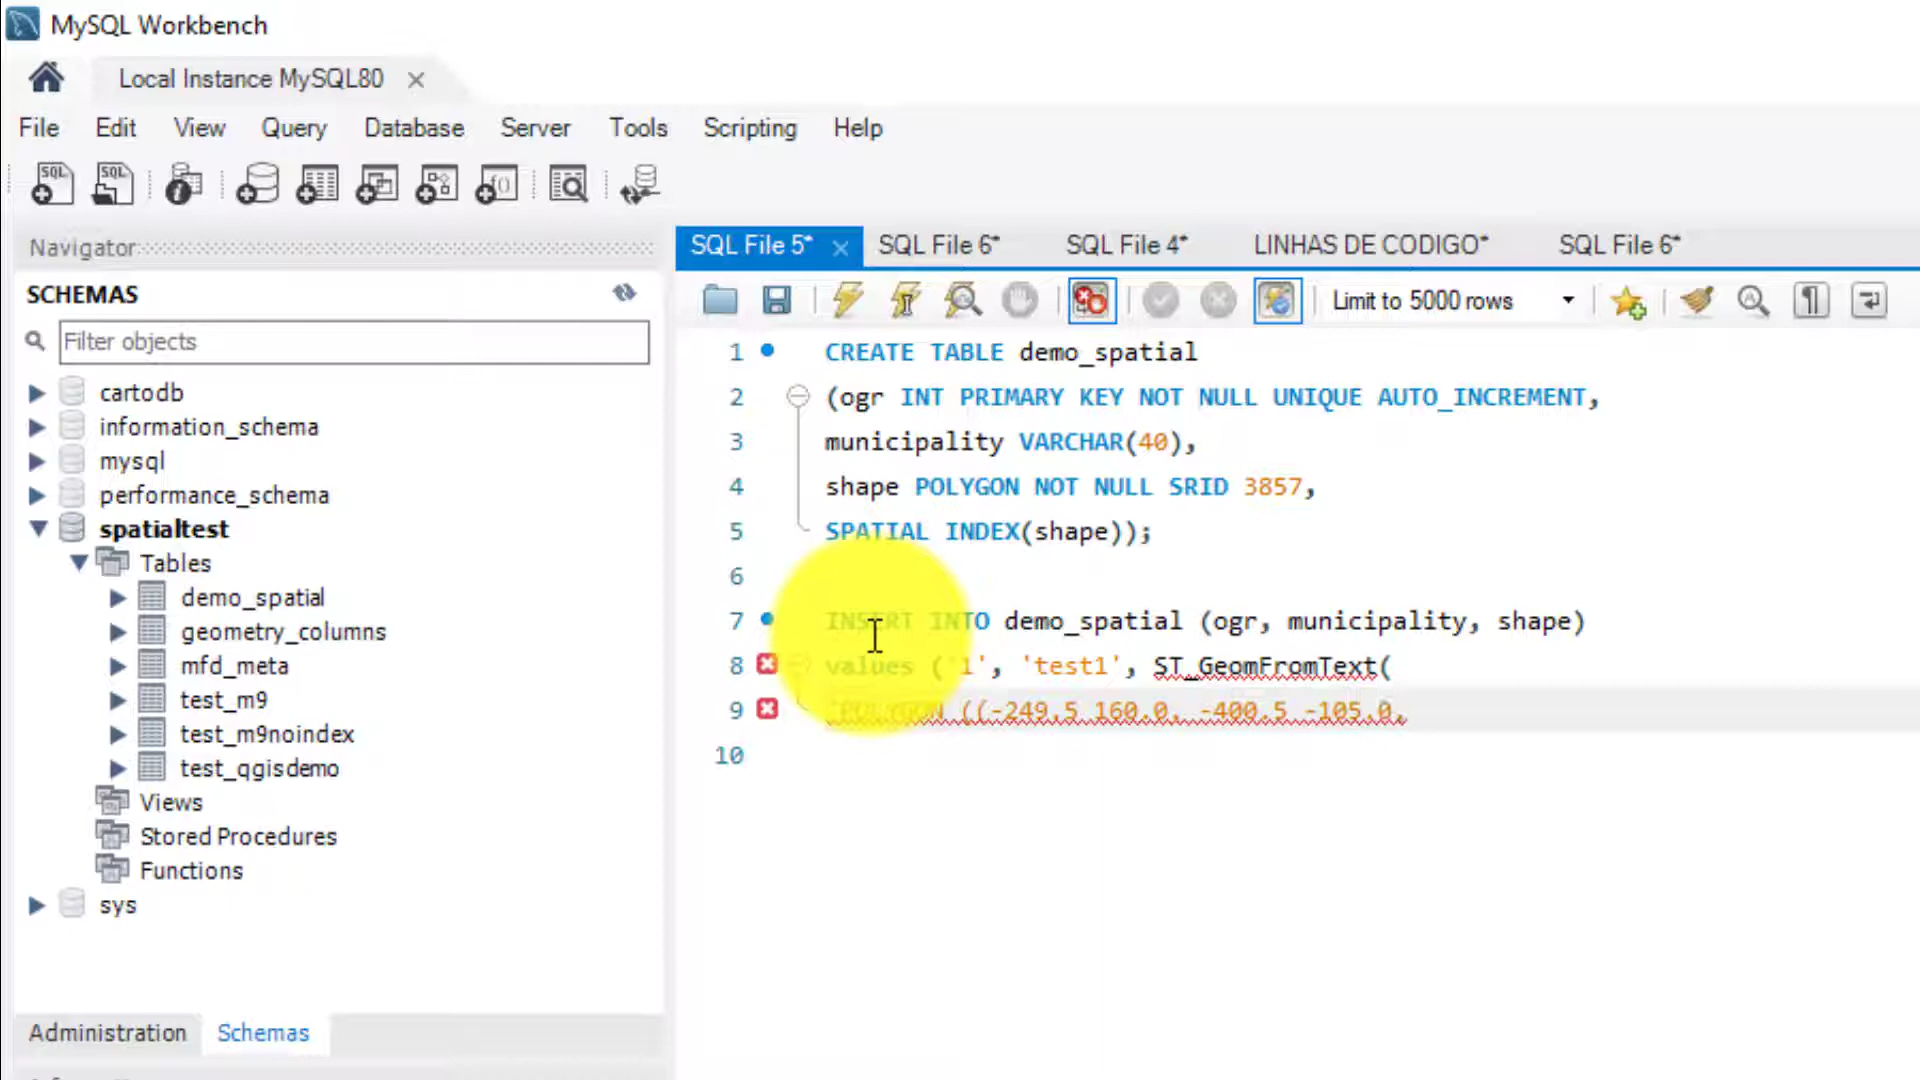 MySQL Workbench
Local Instance MySQL80
File Edit View Query Database Server Tools Scripting Help
Navigator
SCHEMAS
Filter objects
cartodb
information_schema
mysql
performance_schema
spatialtest
Tables
demo_spatial
geometry_columns
mfd_meta
test_m9
test_m9noindex
test_qgisdemo
Views
Stored Procedures
Functions
sys
Administration Schemas
SQL File 5* SQL File 6* SQL File 4* LINHAS DE CODIGO* SQL File 6*
Limit to 5000 rows
1 CREATE TABLE demo_spatial
2 (ogr INT PRIMARY KEY NOT NULL UNIQUE AUTO_INCREMENT,
3 municipality VARCHAR(40),
4 shape POLYGON NOT NULL SRID 3857,
5 SPATIAL INDEX(shape));
6
7 INSERT INTO demo_spatial (ogr, municipality, shape)
8 values ('1', 'test1', ST_GeomFromText(
9 'POLYGON ((-249.5 160.0, -400.5 -105.0,
10